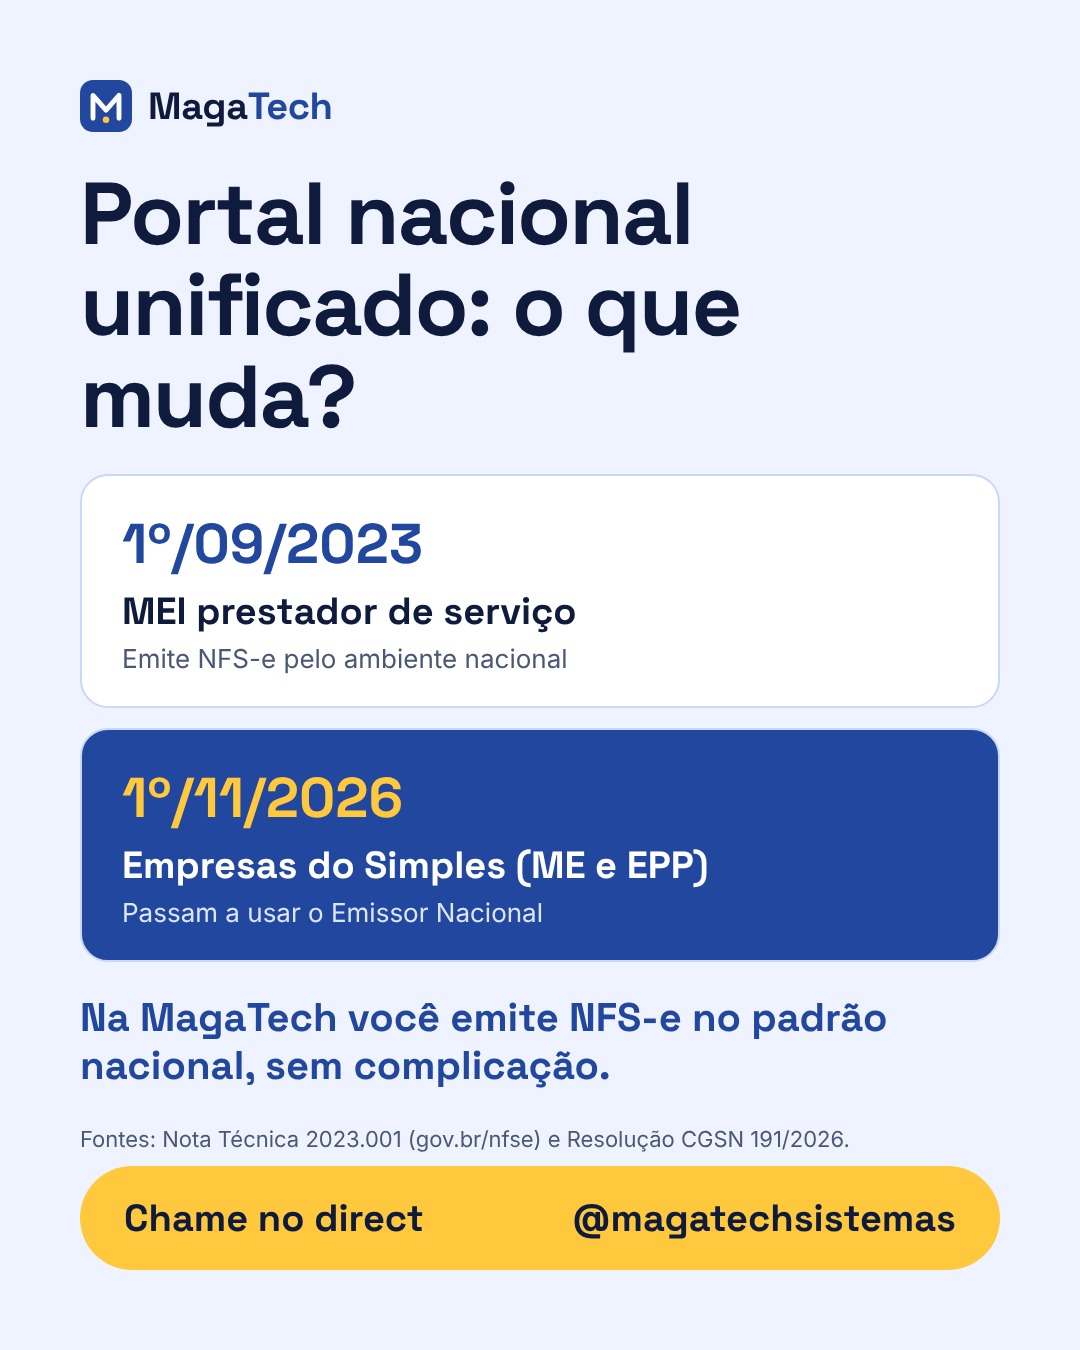 MagaTech
Portal nacional
unificado: o que
muda?
1º/09/2023
MEI prestador de serviço
Emite NFS-e pelo ambiente nacional
1º/11/2026
Empresas do Simples (ME e EPP)
Passam a usar o Emissor Nacional
Na MagaTech você emite NFS-e no padrão
nacional, sem complicação.
Fontes: Nota Técnica 2023.001 (gov.br/nfse) e Resolução CGSN 191/2026.
Chame no direct @magatechsistemas